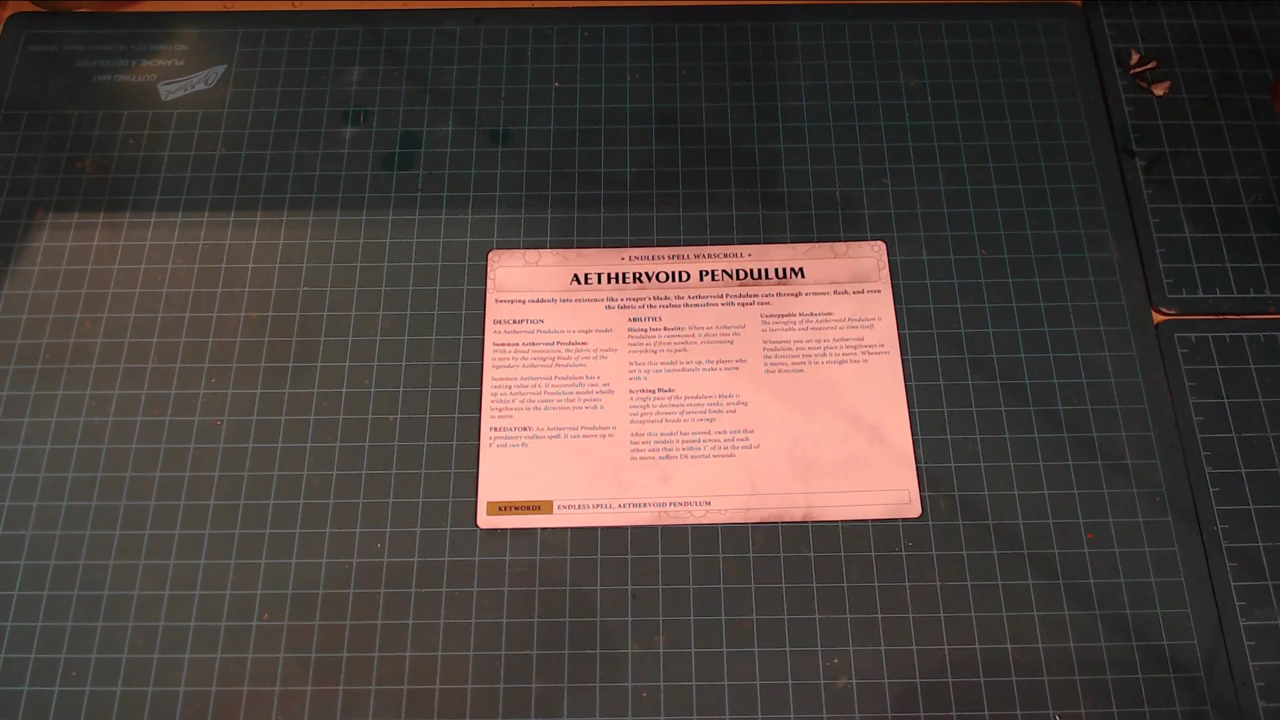 NO
PLANCHE À DÉCOUPER
CUTTING MAT
• ENDLESS SPELL WARSCROLL •
AETHERVOID PENDULUM
Sweeping suddenly into existence like a reaper's blade, the Aethervoid Pendulum cuts through armour, flesh, and even
the fabric of the realms themselves with equal ease.
DESCRIPTION
An Aethervoid Pendulum is a single model.
Summon Aethervoid Pendulum:
With a dread invocation, the fabric of reality
is torn by the swinging blade of one of the
legendary Aethervoid Pendulums.
Summon Aethervoid Pendulum has a
casting value of 6. If successfully cast, set
up an Aethervoid Pendulum model wholly
within 6" of the caster so that it points
lengthways in the direction you wish it
to move.
PREDATORY: An Aethervoid Pendulum is
a predatory endless spell. It can move up to
8" and can fly.
ABILITIES
Slicing Into Reality: When an Aethervoid
Pendulum is summoned, it slices into the
realm as if from nowhere, eviscerating
everything in its path.
When this model is set up, the player who
set it up can immediately make a move
with it.
Scything Blade:
A single pass of the pendulum's blade is
enough to decimate enemy ranks, sending
out gory showers of severed limbs and
decapitated heads as it swings.
After this model has moved, each unit that
has any models it passed across, and each
other unit that is within 1" of it at the end of
its move, suffers D6 mortal wounds.
Unstoppable Mechanism:
The swinging of the Aethervoid Pendulum is
as inevitable and measured as time itself.
Whenever you set up an Aethervoid
Pendulum, you must place it lengthways in
the direction you wish it to move. Whenever
it moves, move it in a straight line in
that direction.
KEYWORDS
ENDLESS SPELL, AETHERVOID PENDULUM